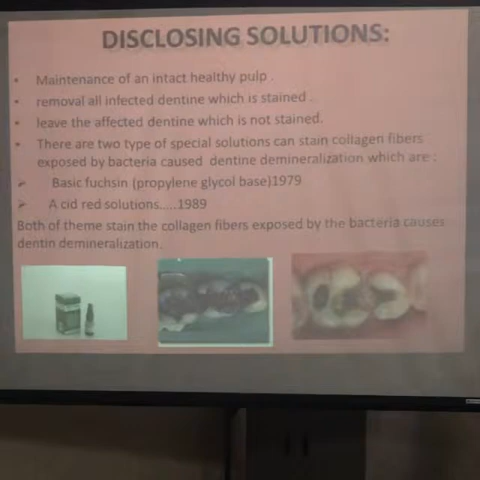 DISCLOSING SOLUTIONS:
• Maintenance of an intact healthy pulp .
• removal all infected dentine which is stained .
• leave the affected dentine which is not stained.
• There are two type of special solutions can stain collagen fibers
exposed by bacteria caused dentine demineralization which are :
➢ Basic fuchsin (propylene glycol base)1979
➢ A cid red solutions.....1989
Both of theme stain the collagen fibers exposed by the bacteria causes
dentin demineralization.